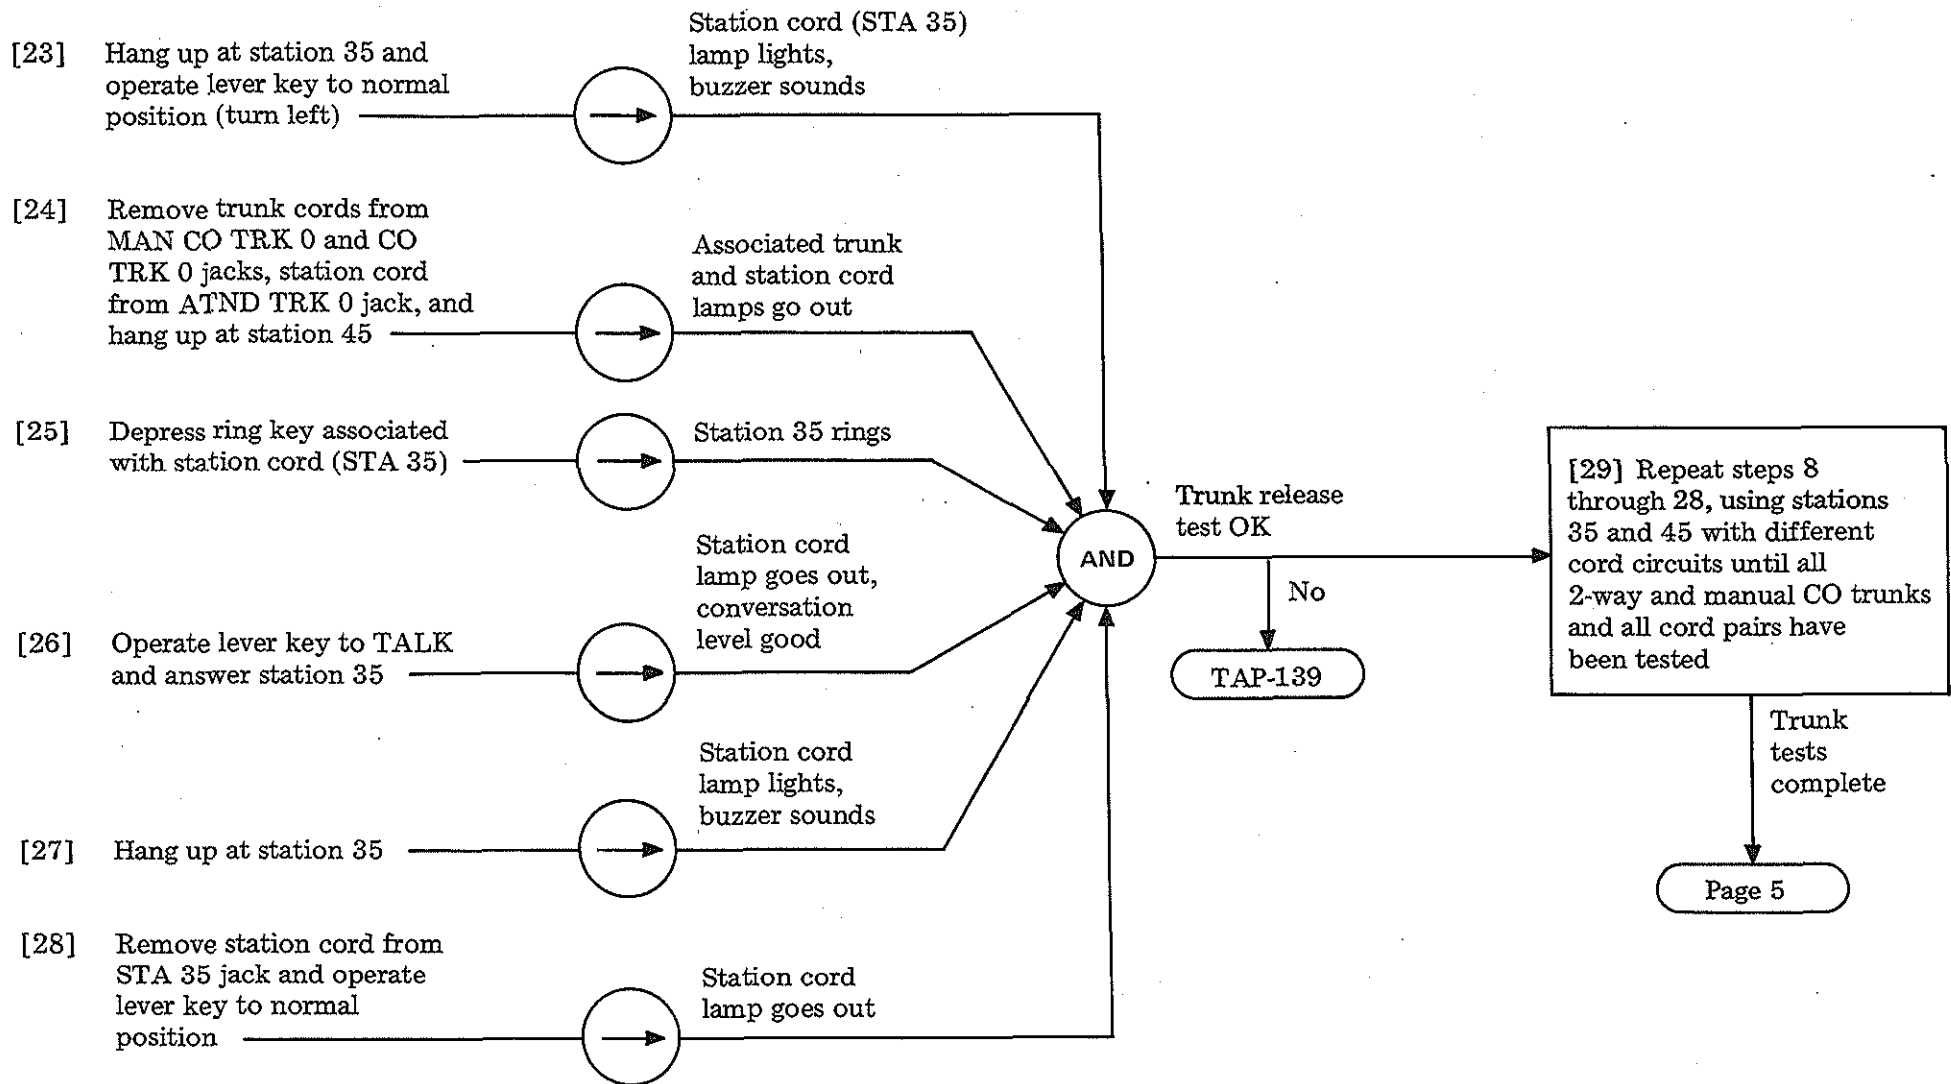 [23] Hang up at station 35 and
operate lever key to normal
position (turn left)
Station cord (STA 35)
lamp lights,
buzzer sounds
[24] Remove trunk cords from
MAN CO TRK 0 and CO
TRK 0 jacks, station cord
from ATND TRK 0 jack, and
hang up at station 45
Associated trunk
and station cord
lamps go out
[25] Depress ring key associated
with station cord (STA 35)
Station 35 rings
[26] Operate lever key to TALK
and answer station 35
Station cord
lamp goes out,
conversation
level good
[27] Hang up at station 35
Station cord
lamp lights,
buzzer sounds
[28] Remove station cord from
STA 35 jack and operate
lever key to normal
position
Station cord
lamp goes out
AND
Trunk release
test OK
No
TAP-139
[29] Repeat steps 8
through 28, using stations
35 and 45 with different
cord circuits until all
2-way and manual CO trunks
and all cord pairs have
been tested
Trunk
tests
complete
Page 5